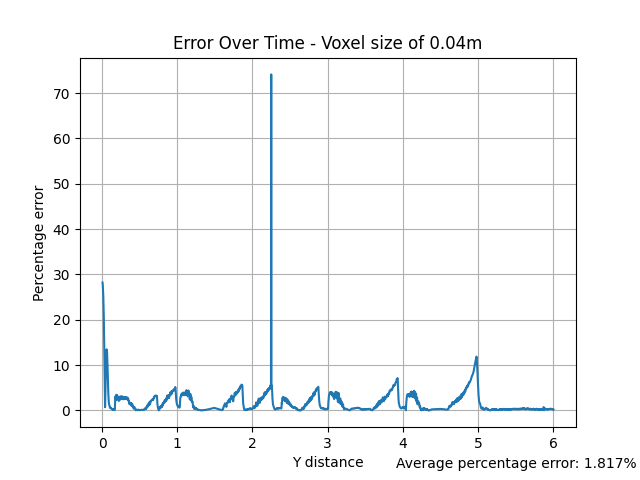 Error Over Time - Voxel size of 0.04m
Percentage error
70
60
50
40
30
20
10
0
0 1 2 3 4 5 6
Y distance
Average percentage error: 1.817%